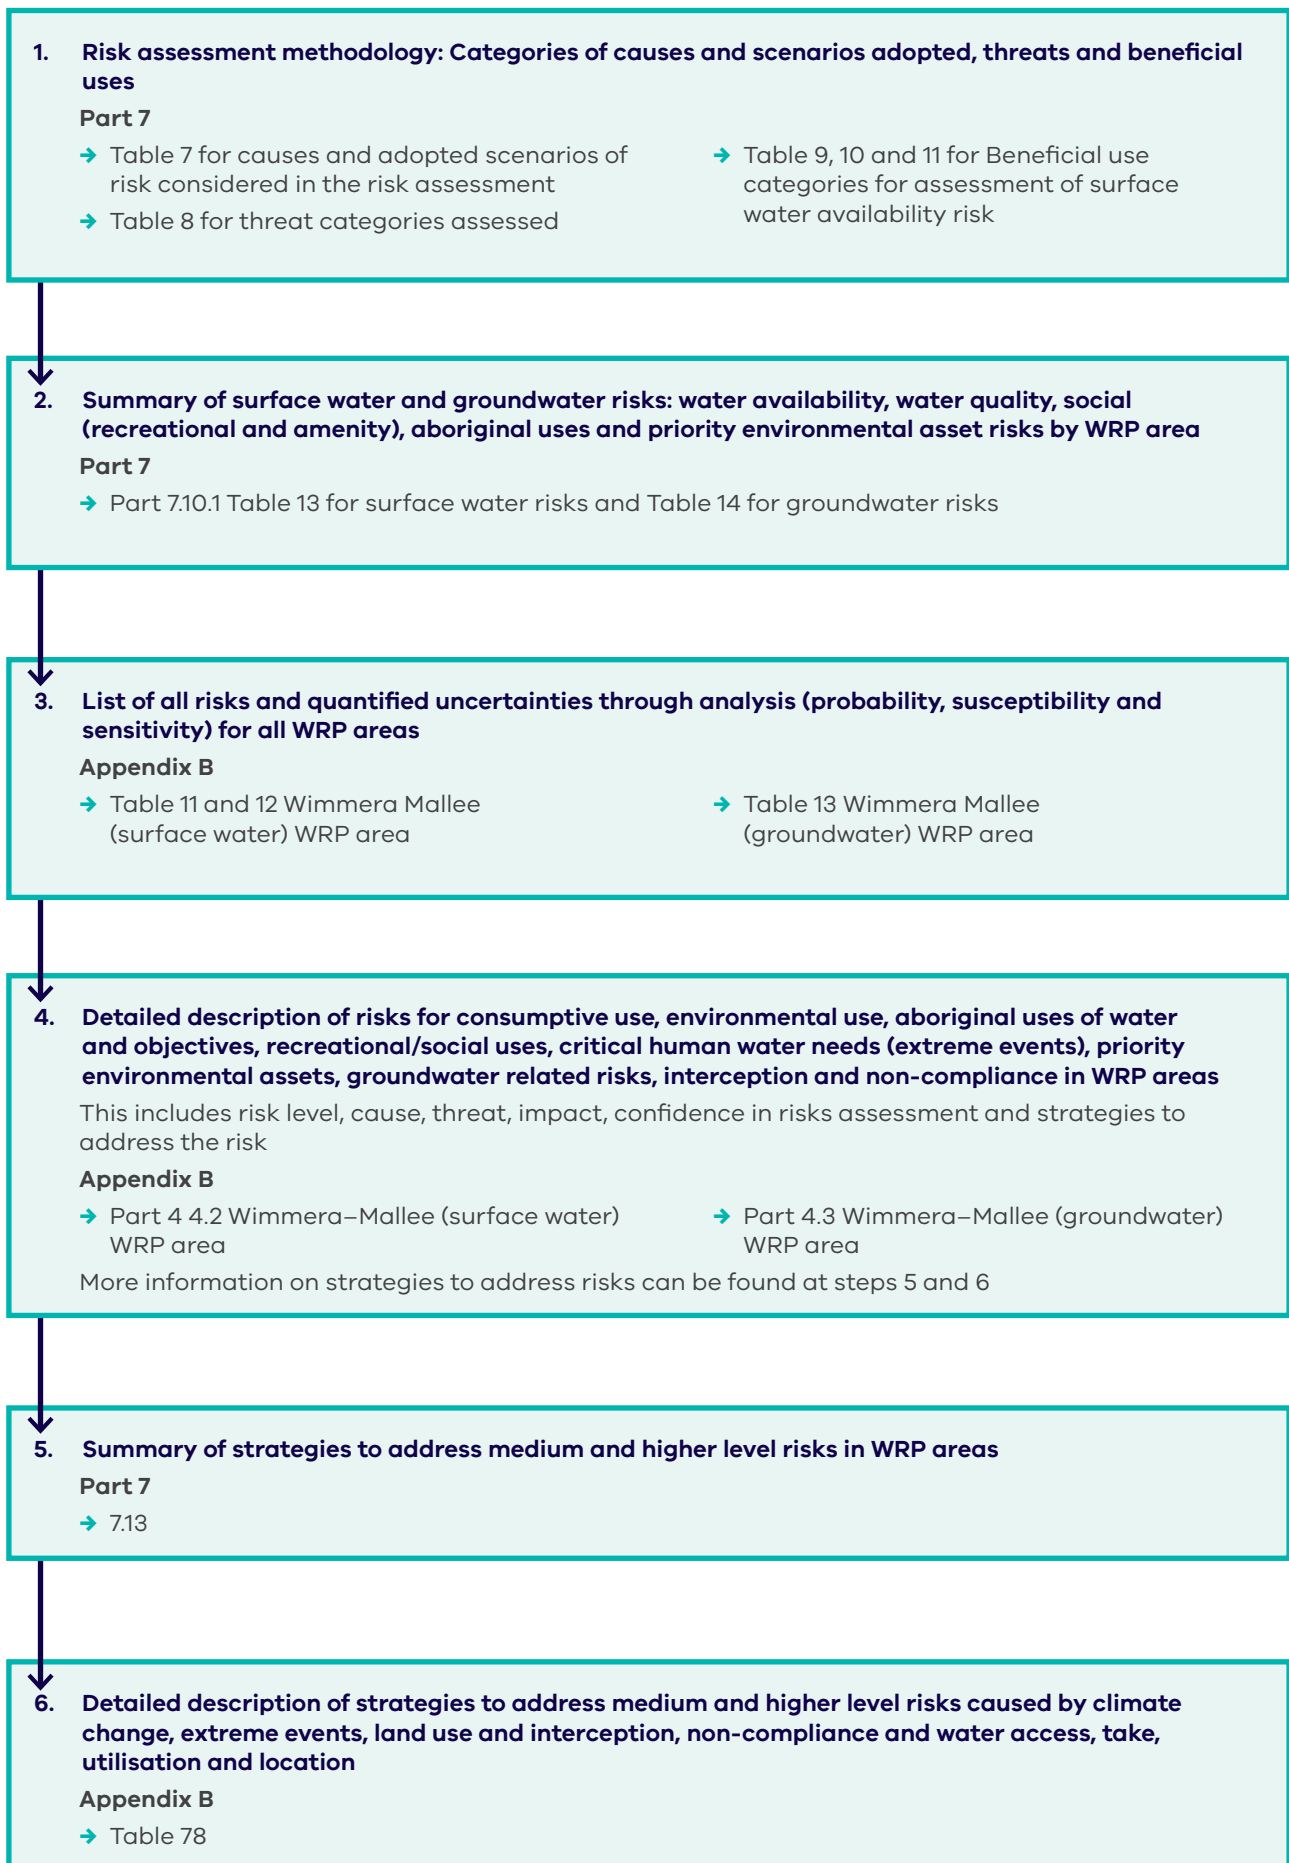 1. Risk assessment methodology: Categories of causes and scenarios adopted, threats and beneficial
uses
Part 7
→ Table 7 for causes and adopted scenarios of
risk considered in the risk assessment
→ Table 8 for threat categories assessed
→ Table 9, 10 and 11 for Beneficial use
categories for assessment of surface
water availability risk
2. Summary of surface water and groundwater risks: water availability, water quality, social
(recreational and amenity), aboriginal uses and priority environmental asset risks by WRP area
Part 7
→ Part 7.10.1 Table 13 for surface water risks and Table 14 for groundwater risks
3. List of all risks and quantified uncertainties through analysis (probability, susceptibility and
sensitivity) for all WRP areas
Appendix B
→ Table 11 and 12 Wimmera Mallee
(surface water) WRP area
→ Table 13 Wimmera Mallee
(groundwater) WRP area
4. Detailed description of risks for consumptive use, environmental use, aboriginal uses of water
and objectives, recreational/social uses, critical human water needs (extreme events), priority
environmental assets, groundwater related risks, interception and non-compliance in WRP areas
This includes risk level, cause, threat, impact, confidence in risks assessment and strategies to
address the risk
Appendix B
→ Part 4 4.2 Wimmera–Mallee (surface water)
WRP area
→ Part 4.3 Wimmera–Mallee (groundwater)
WRP area
More information on strategies to address risks can be found at steps 5 and 6
5. Summary of strategies to address medium and higher level risks in WRP areas
Part 7
→ 7.13
6. Detailed description of strategies to address medium and higher level risks caused by climate
change, extreme events, land use and interception, non-compliance and water access, take,
utilisation and location
Appendix B
→ Table 78